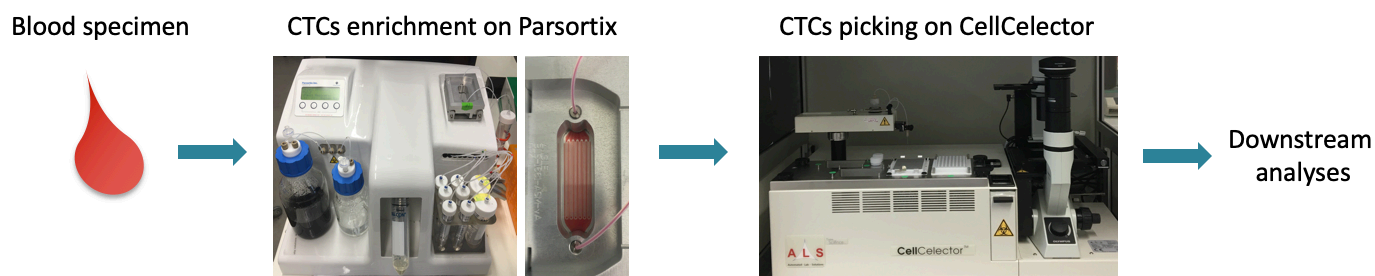 Blood specimen
CTCs enrichment on Parsortix
CTCs picking on CellCelector
Downstream
analyses
ALS
CellCelector